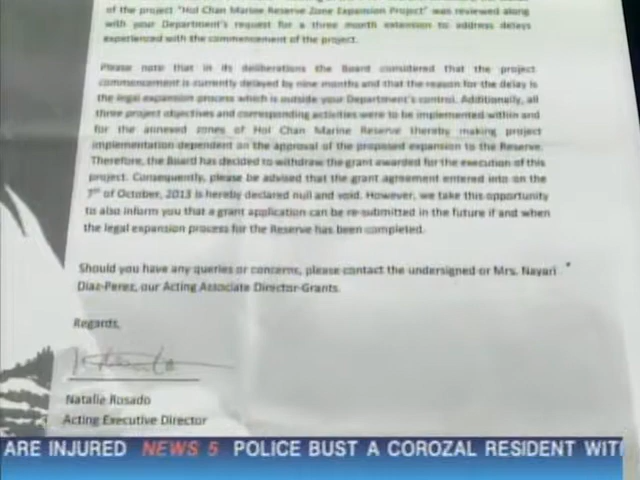 of the project "Hol Chan Marine Reserve Zone Expansion Project" was reviewed along
with your Department's request for a three month extension to address delays
experienced with the commencement of the project.
Please note that in its deliberations the Board considered that the project
commencement is currently delayed by nine months and that the reason for the delay is
the legal expansion process which is outside your Department's control. Additionally, all
three project objectives and corresponding activities were to be implemented within and
for the annexed zones of Hol Chan Marine Reserve thereby making project
implementation dependent on the approval of the proposed expansion to the Reserve.
Therefore, the Board has decided to withdraw the grant awarded for the execution of this
project. Consequently, please be advised that the grant agreement entered into on the
7th of October, 2013 is hereby declared null and void. However, we take this opportunity
to also inform you that a grant application can be re-submitted in the future if and when
the legal expansion process for the Reserve has been completed.
Should you have any queries or concerns, please contact the undersigned or Mrs. Nayari
Diaz-Perez, our Acting Associate Director-Grants.
Regards,
Natalie Rosado
Acting Executive Director
ARE INJURED NEWS 5 POLICE BUST A COROZAL RESIDENT WIT